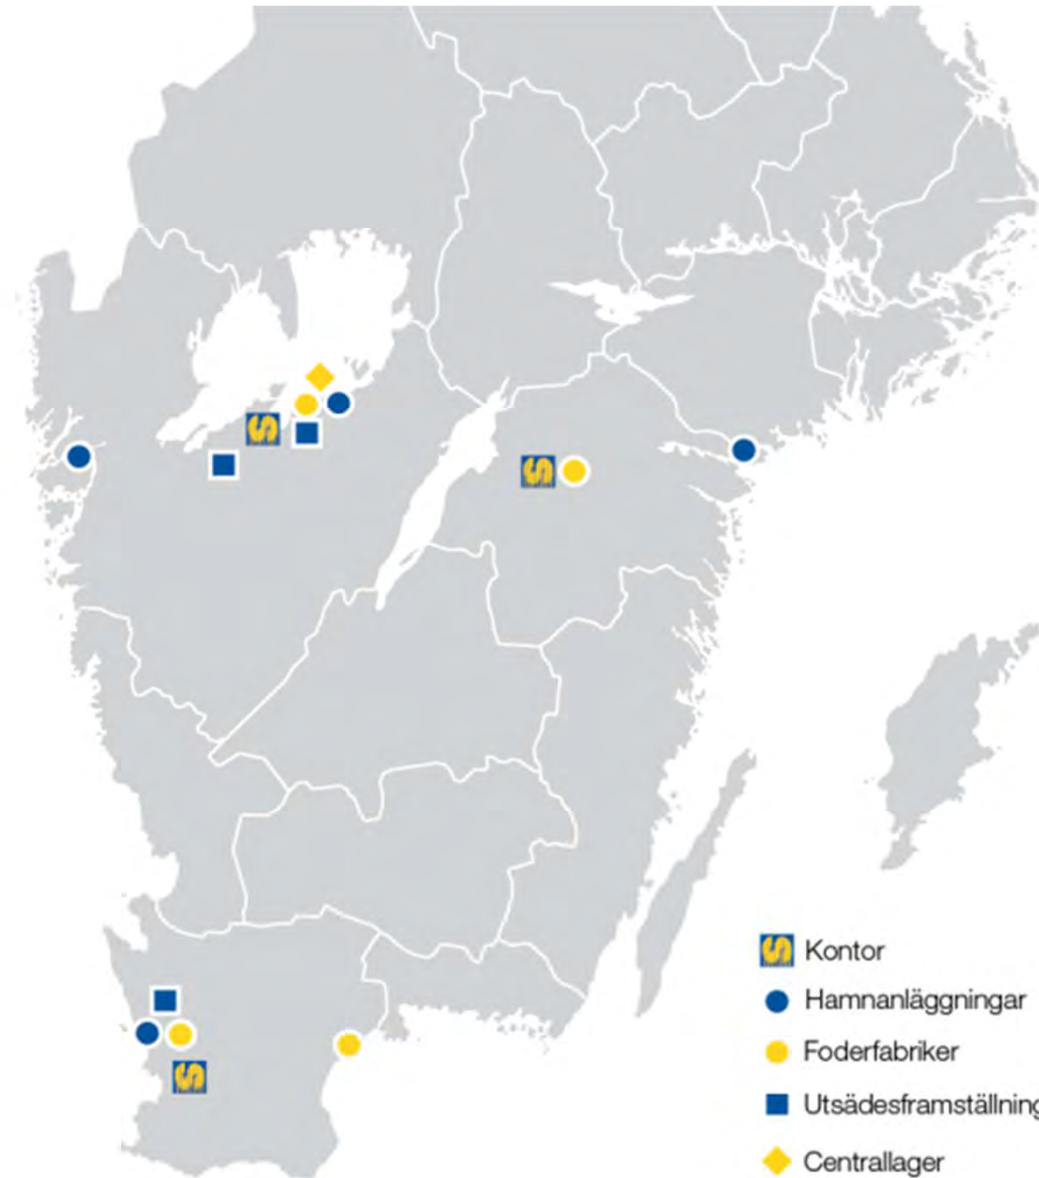 Kontor
Hamnanläggningar
Foderfabriker
Utsädesframställning
Centrallager